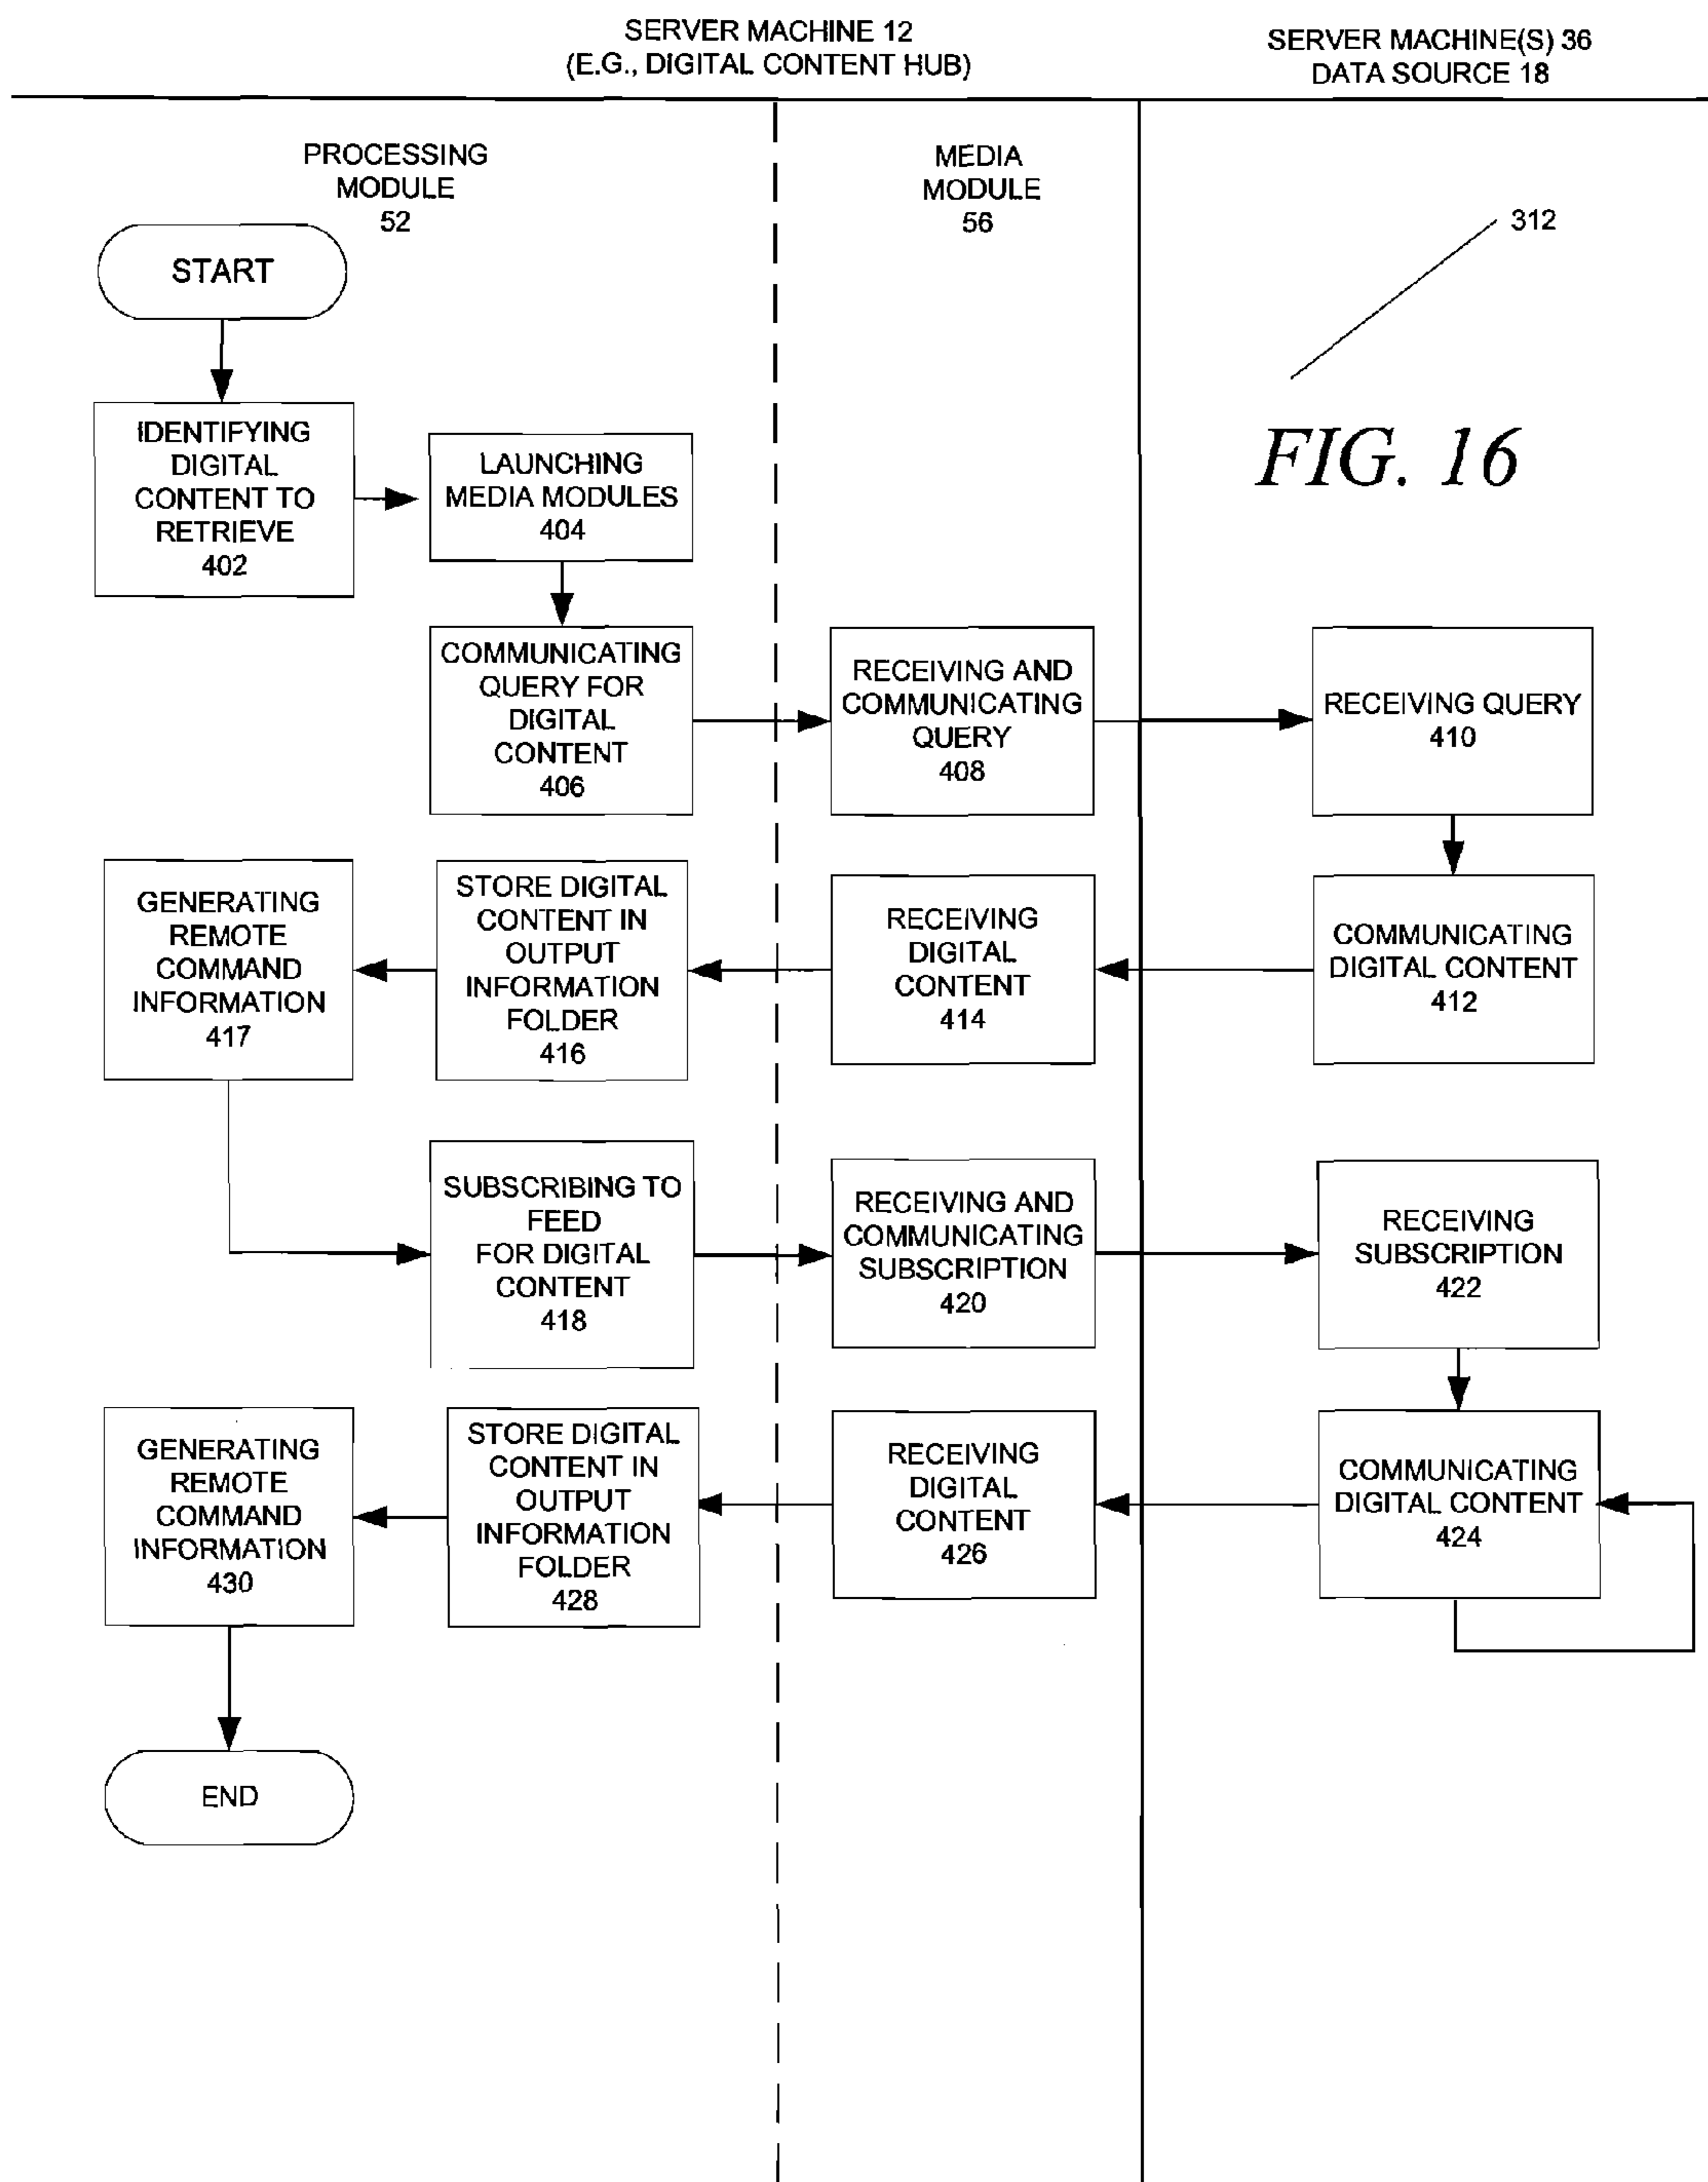 SERVER MACHINE 12
(E.G., DIGITAL CONTENT HUB)
SERVER MACHINE(S) 36
DATA SOURCE 18
PROCESSING
MODULE
52
MEDIA
MODULE
56
312
FIG. 16
START
IDENTIFYING
DIGITAL
CONTENT TO
RETRIEVE
402
LAUNCHING
MEDIA MODULES
404
COMMUNICATING
QUERY FOR
DIGITAL
CONTENT
406
RECEIVING AND
COMMUNICATING
QUERY
408
RECEIVING QUERY
410
GENERATING
REMOTE
COMMAND
INFORMATION
417
STORE DIGITAL
CONTENT IN
OUTPUT
INFORMATION
FOLDER
416
RECEIVING
DIGITAL
CONTENT
414
COMMUNICATING
DIGITAL CONTENT
412
SUBSCRIBING TO
FEED
FOR DIGITAL
CONTENT
418
RECEIVING AND
COMMUNICATING
SUBSCRIPTION
420
RECEIVING
SUBSCRIPTION
422
GENERATING
REMOTE
COMMAND
INFORMATION
430
STORE DIGITAL
CONTENT IN
OUTPUT
INFORMATION
FOLDER
428
RECEIVING
DIGITAL
CONTENT
426
COMMUNICATING
DIGITAL CONTENT
424
END